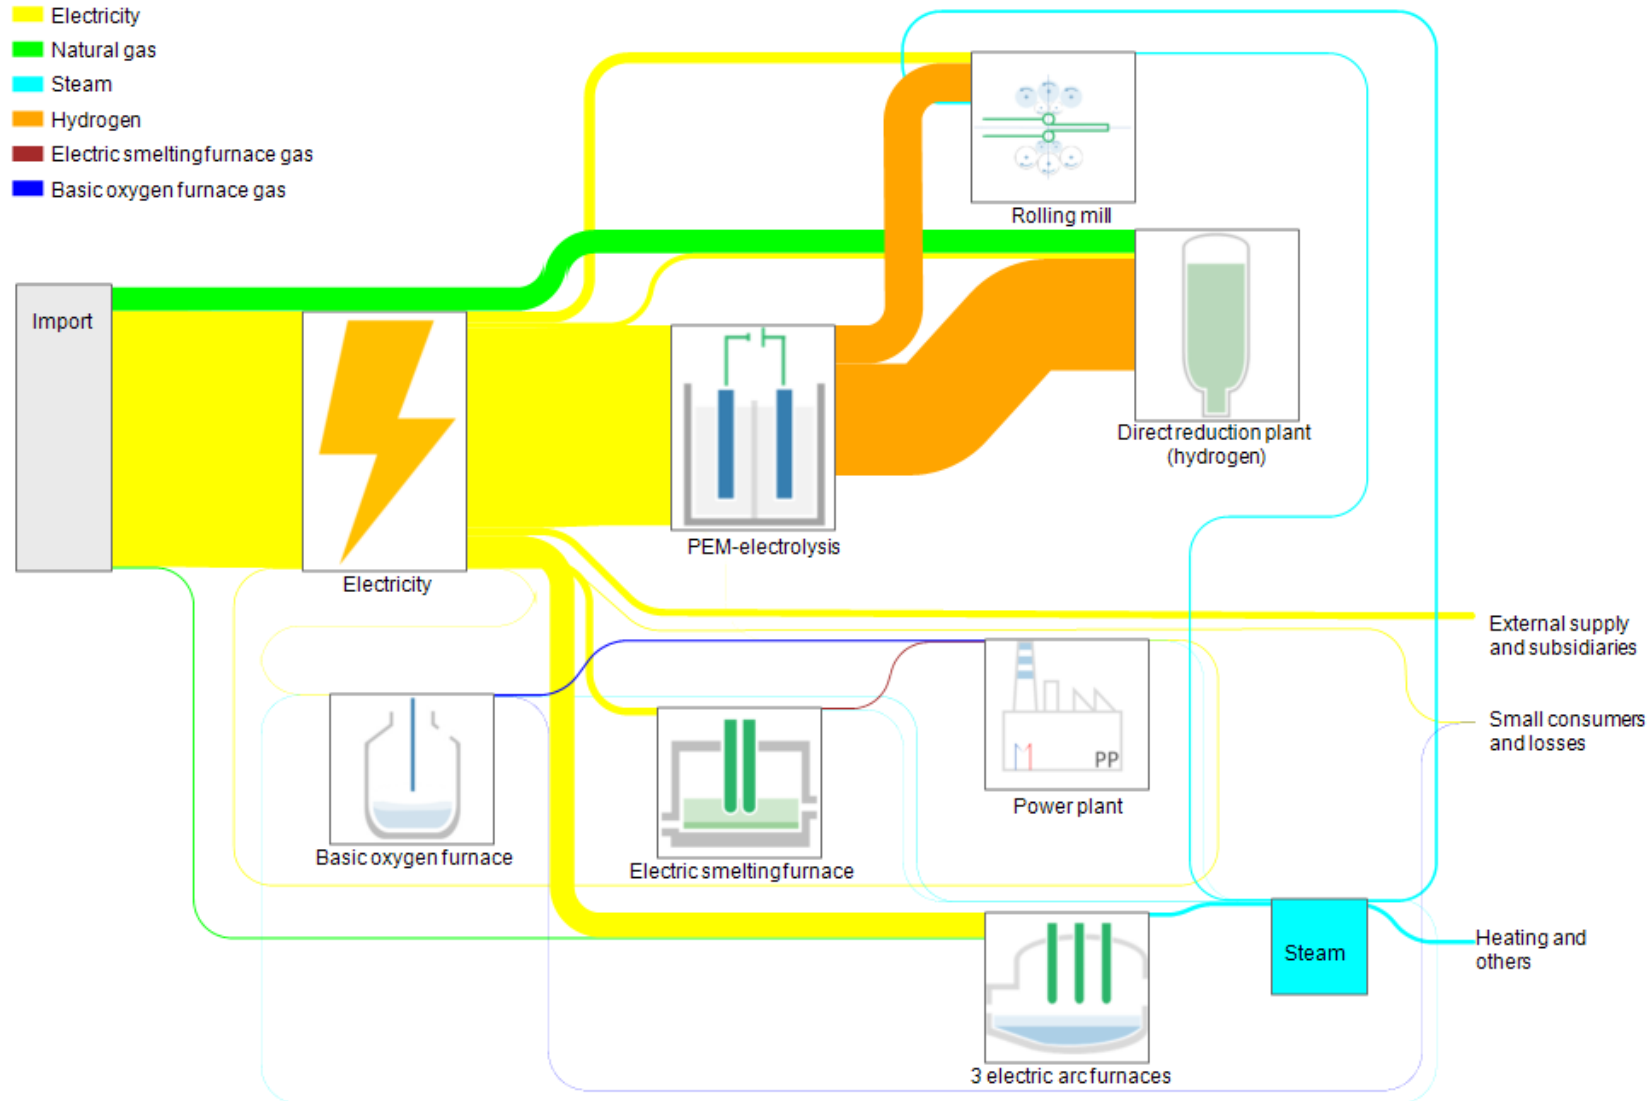 Electricity
Natural gas
Steam
Hydrogen
Electric smelting furnace gas
Basic oxygen furnace gas
Rolling mill
Import
Direct reduction plant
(hydrogen)
PEM-electrolysis
Electricity
External supply
and subsidiaries
Small consumers
and losses
PP
Power plant
Basic oxygen furnace
Electric smelting furnace
Heating and
others
Steam
3 electric arc furnaces